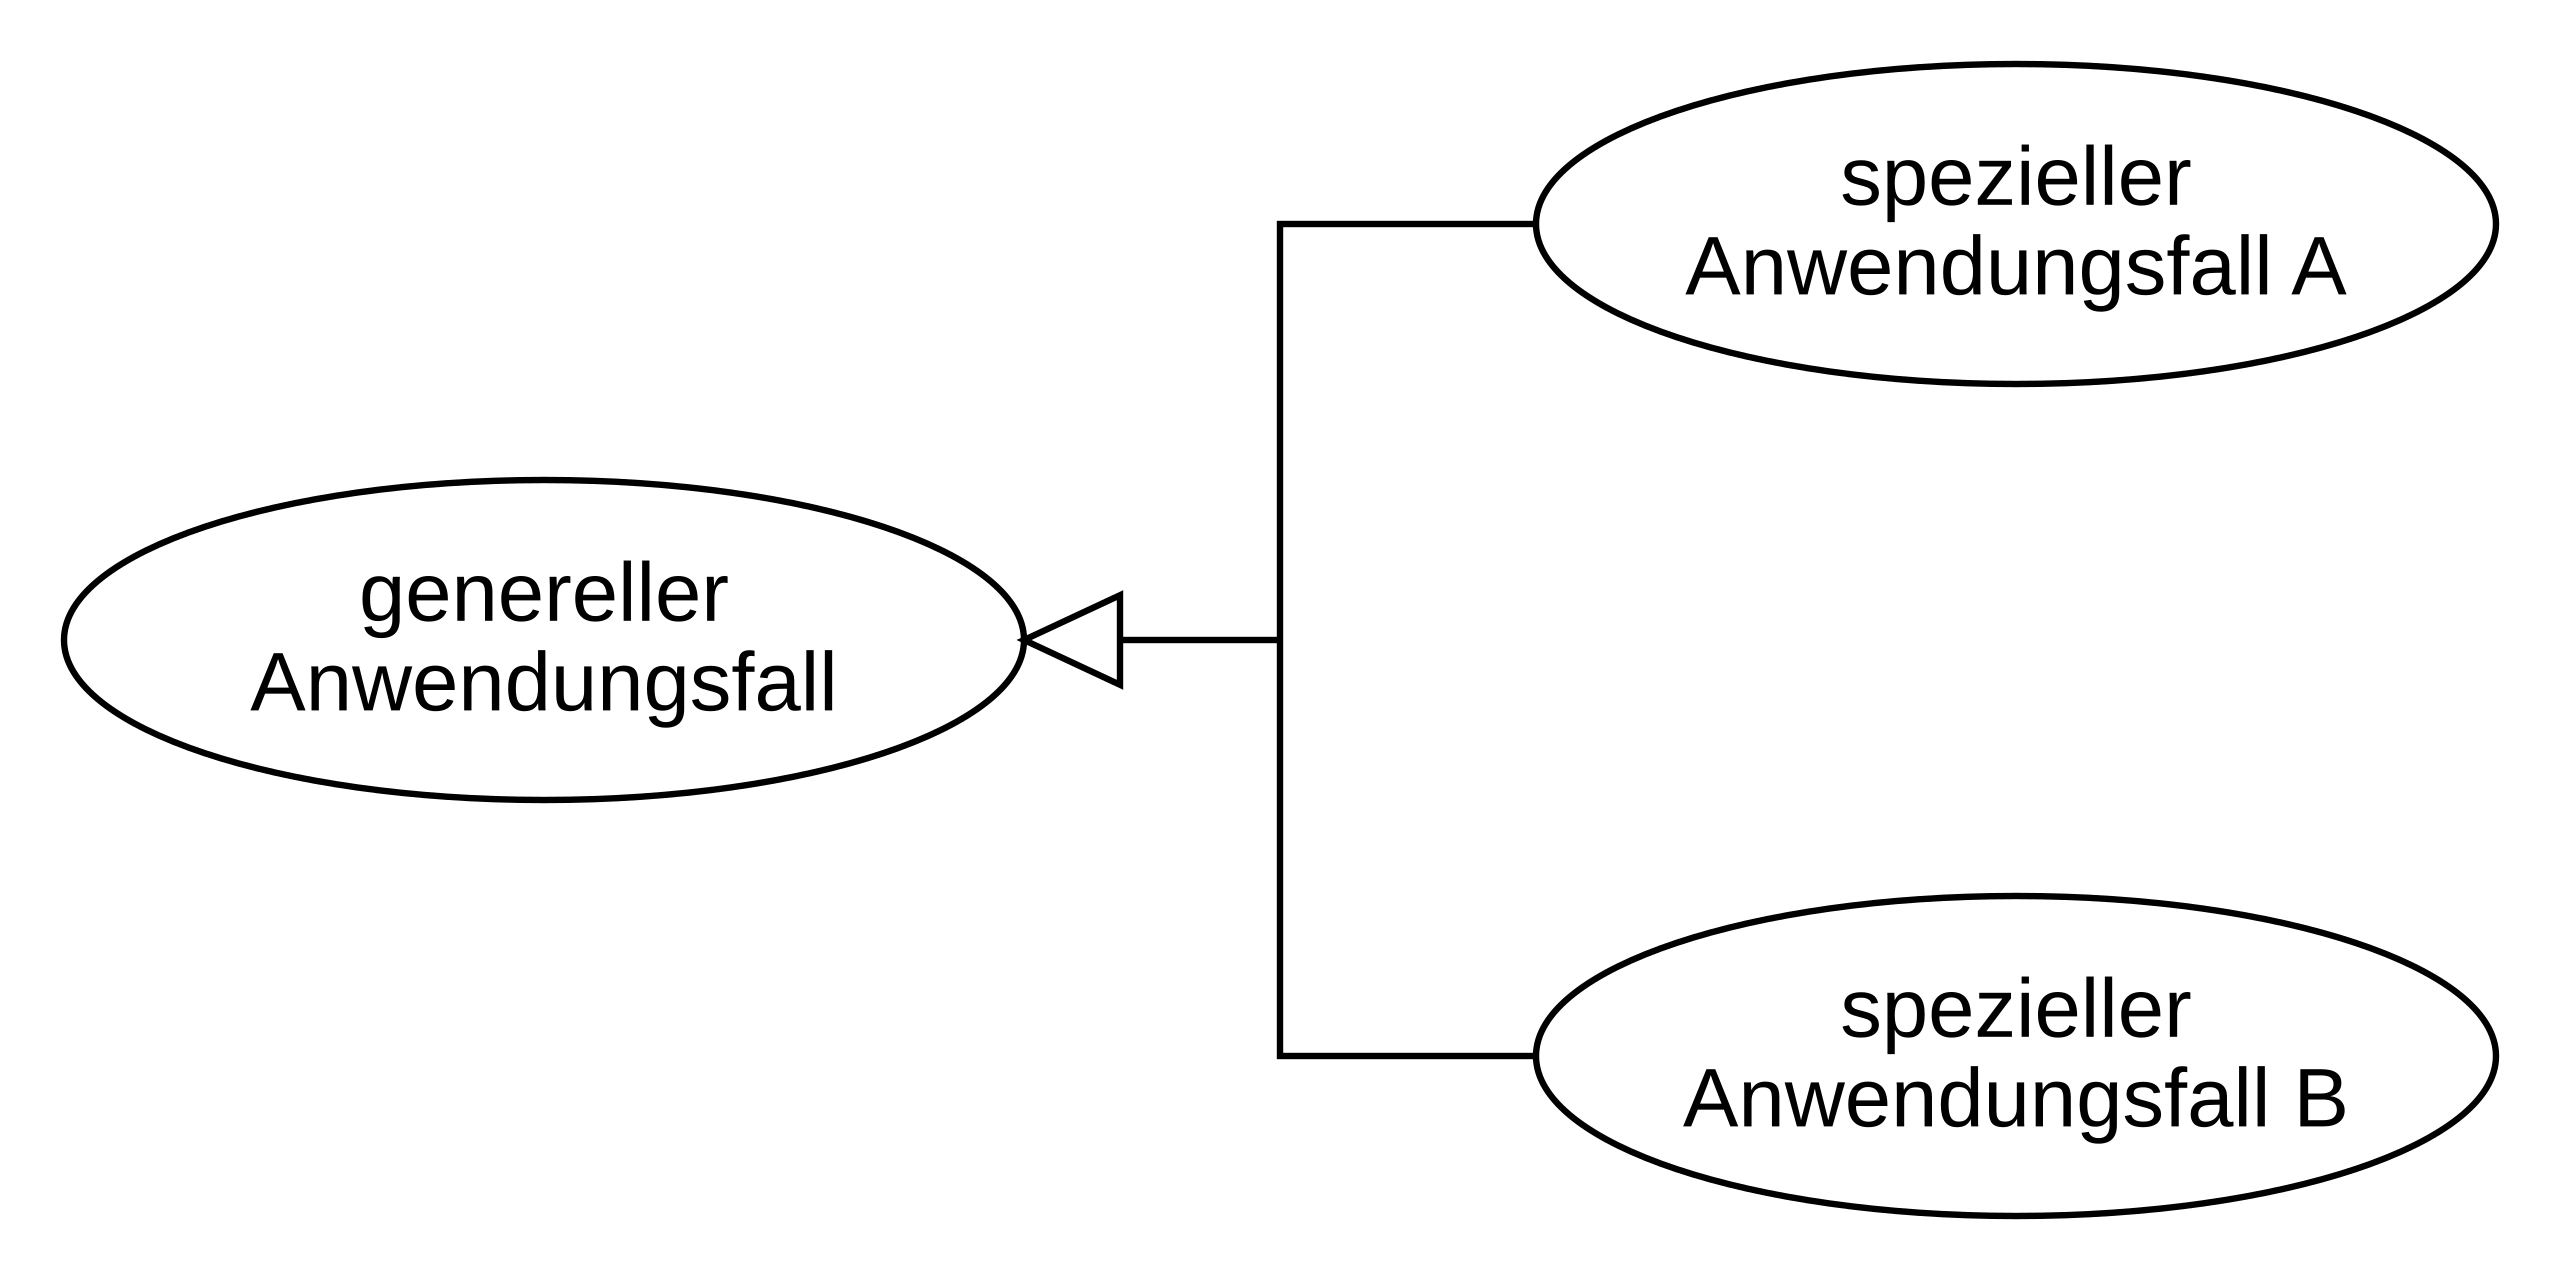 spezieller
Anwendungsfall A
genereller
Anwendungsfall
spezieller
Anwendungsfall B